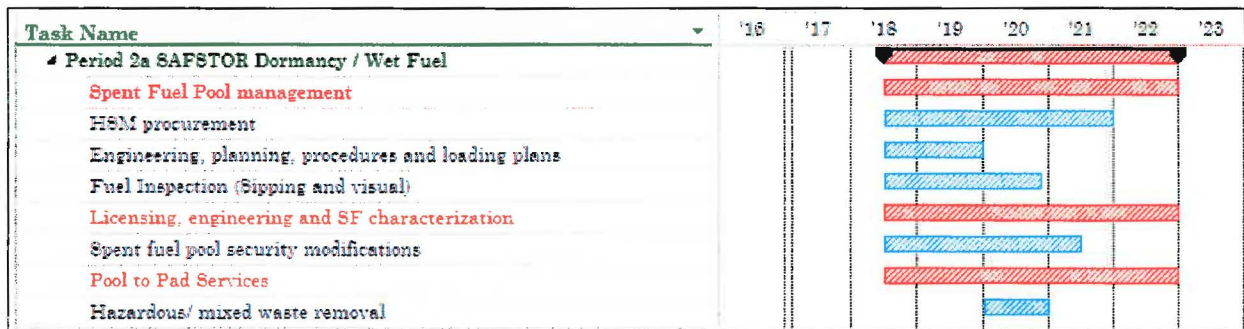 Task Name '16 '17 '18 '19 '20 '21 '22 '23
Period 2a SAFSTOR Dormancy / Wet Fuel
Spent Fuel Pool management
HSM procurement
Engineering, planning, procedures and loading plans
Fuel Inspection (Sipping and visual)
Licensing, engineering and SF characterization
Spent fuel pool security modifications
Pool to Pad Services
Hazardous/ mixed waste removal